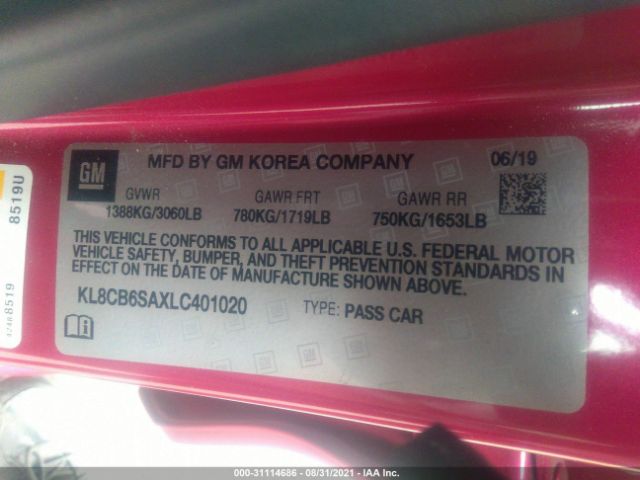 GM
MFD BY GM KOREA COMPANY 06/19
GVWR GAWR FRT GAWR RR
1388KG/3060LB 780KG/1719LB 750KG/1653LB
THIS VEHICLE CONFORMS TO ALL APPLICABLE U.S. FEDERAL MOTOR
VEHICLE SAFETY, BUMPER, AND THEFT PREVENTION STANDARDS IN
EFFECT ON THE DATE OF MANUFACTURE SHOWN ABOVE.
KL8CB6SAXLC401020 TYPE: PASS CAR
8519U
8519
000-31114686 - 08/31/2021 - IAA Inc.